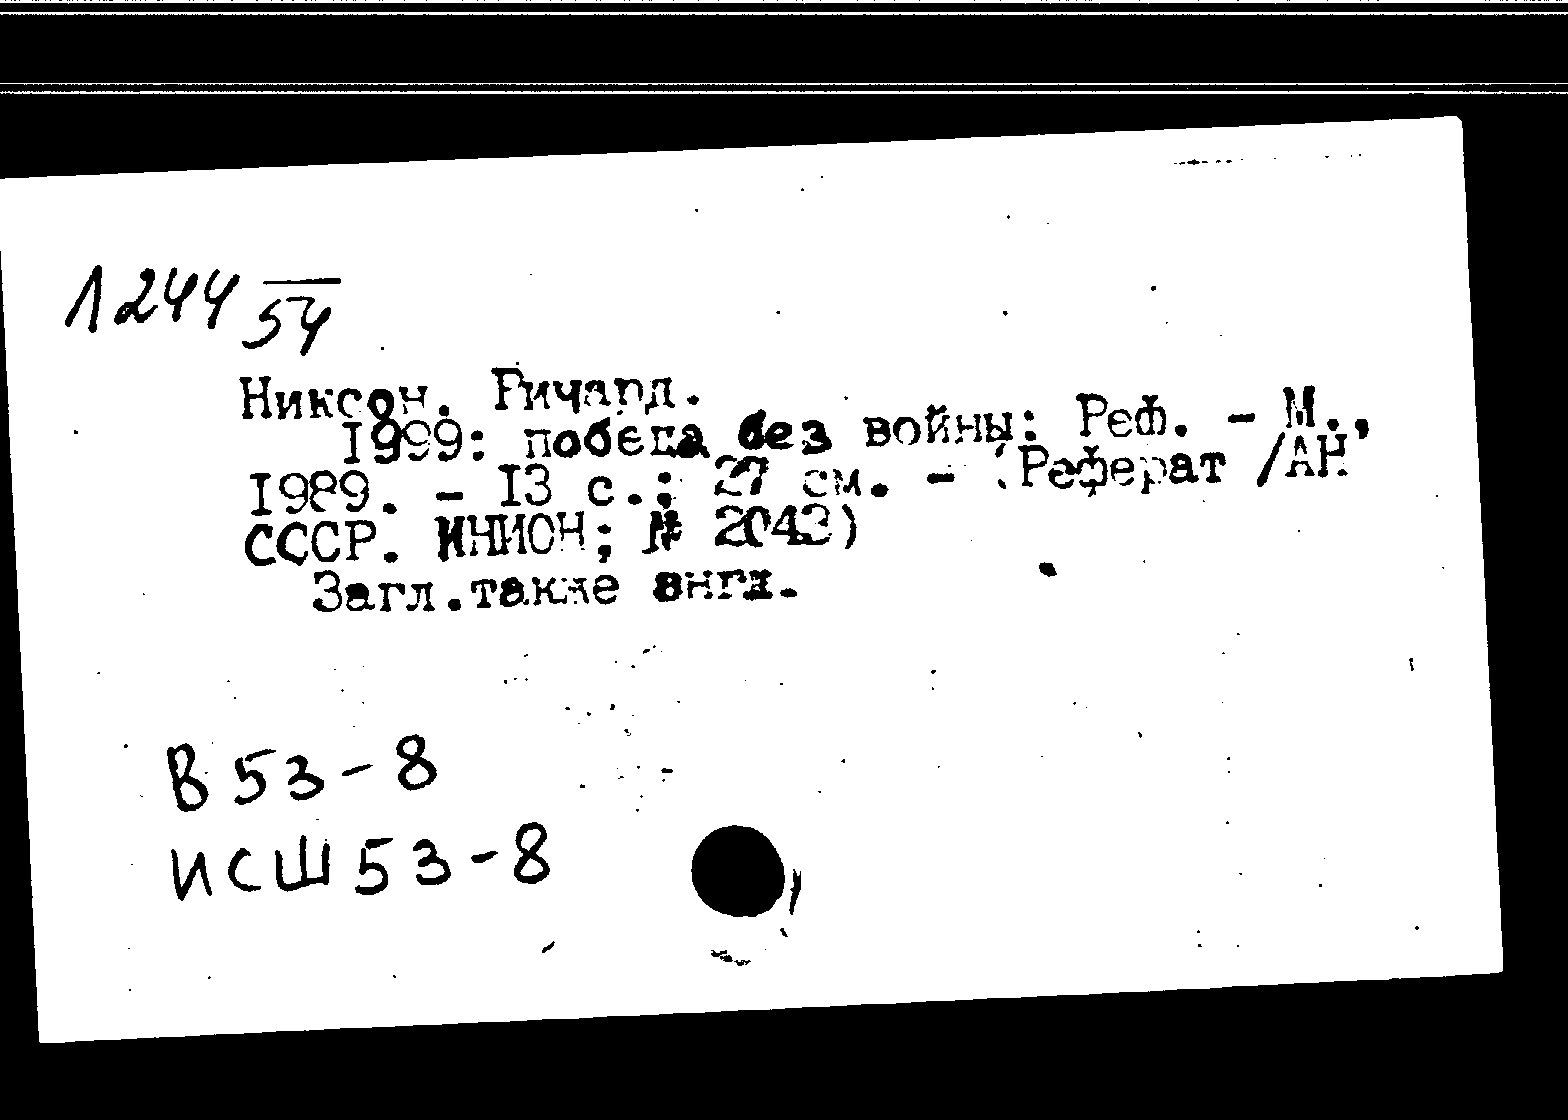 Л244 54
Никсон. Ричард.
1999: победа без войны: Реф. - М.,
1989. - 13 с.; 27 см. - (Реферат /АН
СССР. ИНИОН; № 2043)
Загл.также англ.
В 53-8
ИСШ 53-8